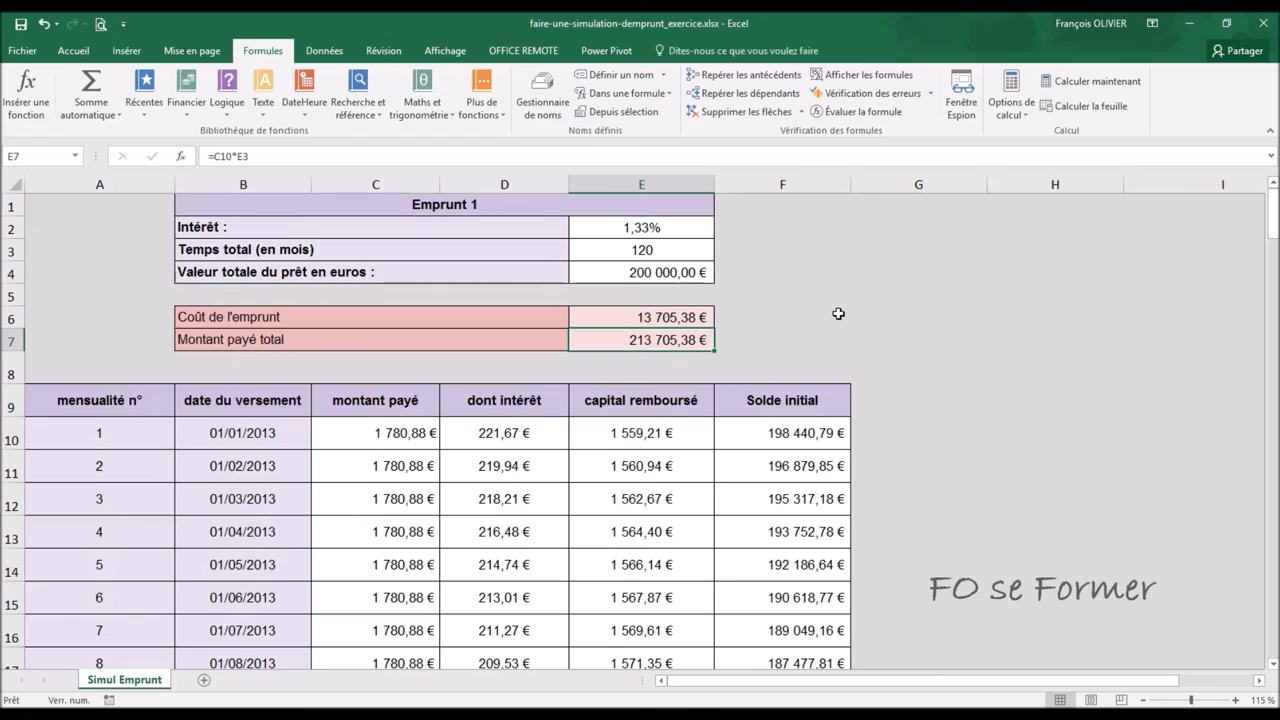 faire-une-simulation-demprunt_exercice.xlsx - Excel
François OLIVIER
Fichier Accueil Insérer Mise en page Formules Données Révision Affichage OFFICE REMOTE Power Pivot Dites-nous ce que vous voulez faire Partager
Insérer une fonction
Somme automatique
Récentes
Financier
Logique
Texte
DateHeure
Recherche et référence
Maths et trigonométrie
Plus de fonctions
Bibliothèque de fonctions
Gestionnaire de noms
Définir un nom
Dans une formule
Depuis sélection
Noms définis
Repérer les antécédents
Repérer les dépendants
Supprimer les flèches
Afficher les formules
Vérification des erreurs
Évaluer la formule
Vérification des formules
Fenêtre Espion
Options de calcul
Calculer maintenant
Calculer la feuille
Calcul
E7 fx =C10*E3
A B C D E F G H I
1 Emprunt 1
2 Intérêt : 1,33%
3 Temps total (en mois) 120
4 Valeur totale du prêt en euros : 200 000,00 €
5
6 Coût de l'emprunt 13 705,38 €
7 Montant payé total 213 705,38 €
8
9 mensualité n° date du versement montant payé dont intérêt capital remboursé Solde initial
10 1 01/01/2013 1 780,88 € 221,67 € 1 559,21 € 198 440,79 €
11 2 01/02/2013 1 780,88 € 219,94 € 1 560,94 € 196 879,85 €
12 3 01/03/2013 1 780,88 € 218,21 € 1 562,67 € 195 317,18 €
13 4 01/04/2013 1 780,88 € 216,48 € 1 564,40 € 193 752,78 €
14 5 01/05/2013 1 780,88 € 214,74 € 1 566,14 € 192 186,64 €
15 6 01/06/2013 1 780,88 € 213,01 € 1 567,87 € 190 618,77 €
16 7 01/07/2013 1 780,88 € 211,27 € 1 569,61 € 189 049,16 €
17 8 01/08/2013 1 780,88 € 209,53 € 1 571,35 € 187 477,81 €
FO se Former
Simul Emprunt
Prêt Verr. num. 115 %